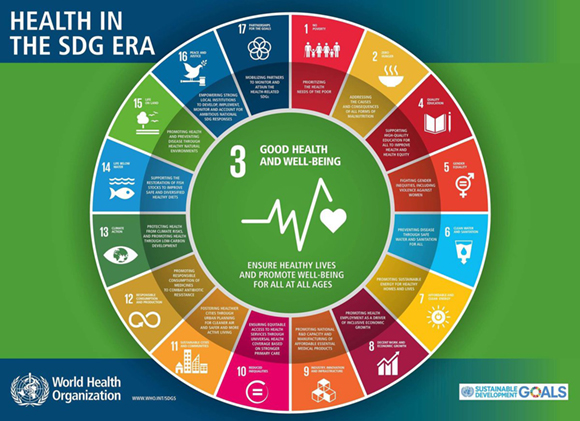 HEALTH IN
THE SDG ERA
1 NO
POVERTY
PRIORITIZING THE
HEALTH
NEEDS OF THE POOR
2 ZERO
HUNGER
ADDRESSING
THE CAUSES
AND CONSEQUENCES
OF ALL FORMS OF
MALNUTRITION
4 QUALITY
EDUCATION
SUPPORTING
HIGH-QUALITY
EDUCATION FOR
ALL TO IMPROVE
HEALTH AND
HEALTH EQUITY
5 GENDER
EQUALITY
FIGHTING GENDER
INEQUITIES, INCLUDING
VIOLENCE AGAINST
WOMEN
6 CLEAN WATER
AND SANITATION
PREVENTING DISEASE
THROUGH SAFE
WATER AND SANITATION
FOR ALL
7 AFFORDABLE AND
CLEAN ENERGY
PROMOTING SUSTAINABLE
ENERGY FOR HEALTHY
HOMES AND LIVES
8 DECENT WORK AND
ECONOMIC GROWTH
PROMOTING HEALTH
EMPLOYMENT AS A DRIVER
OF INCLUSIVE ECONOMIC
GROWTH
9 INDUSTRY, INNOVATION
AND INFRASTRUCTURE
PROMOTING NATIONAL
R&D CAPACITY AND
MANUFACTURING OF
AFFORDABLE ESSENTIAL
MEDICAL PRODUCTS
10 REDUCED
INEQUALITIES
ENSURING EQUITABLE
ACCESS TO HEALTH
SERVICES THROUGH
UNIVERSAL HEALTH
COVERAGE BASED
ON STRONGER
PRIMARY CARE
11 SUSTAINABLE CITIES
AND COMMUNITIES
FOSTERING HEALTHIER
CITIES THROUGH
URBAN PLANNING
FOR CLEANER AIR
AND SAFER AND MORE
ACTIVE LIVING
12 RESPONSIBLE
CONSUMPTION
AND PRODUCTION
PROMOTING
RESPONSIBLE
CONSUMPTION OF
MEDICINES TO
COMBAT ANTIBIOTIC
RESISTANCE
13 CLIMATE
ACTION
PROTECTING HEALTH
FROM CLIMATE RISKS,
AND PROMOTING HEALTH
THROUGH LOW-CARBON
DEVELOPMENT
14 LIFE BELOW
WATER
SUPPORTING THE
RESTORATION OF FISH
STOCKS TO IMPROVE
SAFE AND DIVERSIFIED
HEALTHY DIETS
15 LIFE
ON LAND
PROMOTING HEALTH
AND PREVENTING
DISEASE THROUGH
HEALTHY NATURAL
ENVIRONMENTS
16 PEACE AND
JUSTICE
EMPOWERING STRONG
LOCAL INSTITUTIONS
TO DEVELOP, IMPLEMENT,
MONITOR AND ACCOUNT FOR
AMBITIOUS NATIONAL
SDG RESPONSES
17 PARTNERSHIPS
FOR THE GOALS
MOBILIZING PARTNERS
TO MONITOR AND
ATTAIN THE
HEALTH-RELATED
SDGs
3 GOOD HEALTH
AND WELL-BEING
ENSURE HEALTHY LIVES
AND PROMOTE WELL-BEING
FOR ALL AT ALL AGES
World Health
Organization
WWW.WHO.INT/SDGS
SUSTAINABLE
DEVELOPMENT
GOALS